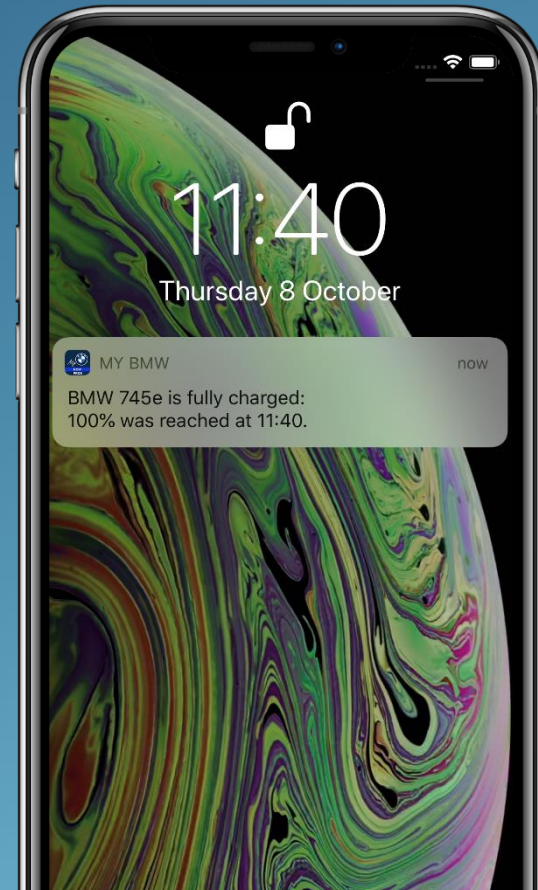 11:40
Thursday 8 October
MY BMW
now
BMW 745e is fully charged:
100% was reached at 11:40.